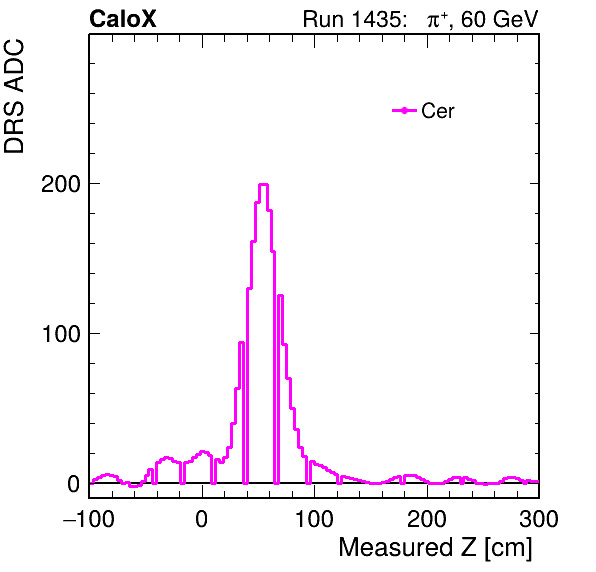 CaloX Run 1435: π+, 60 GeV
DRS ADC
Cer
200
100
0
−100 0 100 200 300
Measured Z [cm]